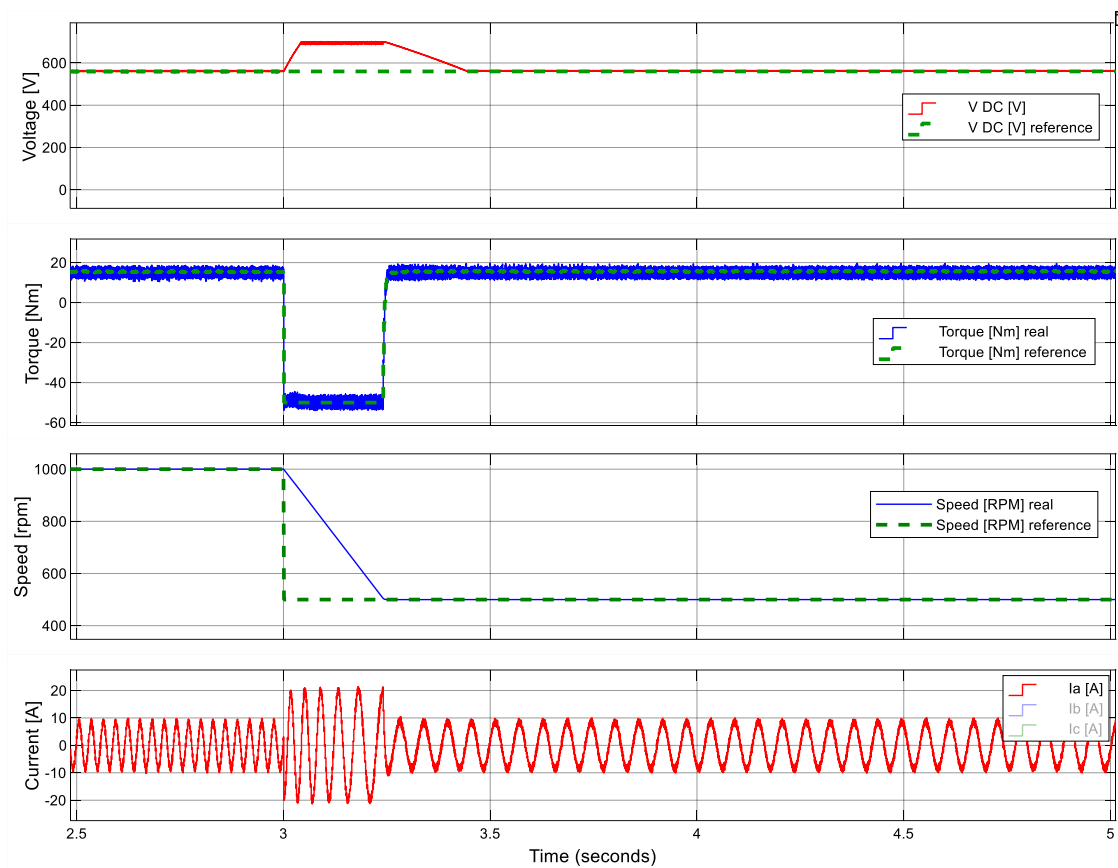 Voltage [V]
600
400
200
0
V DC [V]
V DC [V] reference
Torque [Nm]
20
0
-20
-40
-60
Torque [Nm] real
Torque [Nm] reference
Speed [rpm]
1000
800
600
400
Speed [RPM] real
Speed [RPM] reference
Current [A]
20
10
0
-10
-20
Ia [A]
Ib [A]
Ic [A]
2.5 3 3.5 4 4.5 5
Time (seconds)